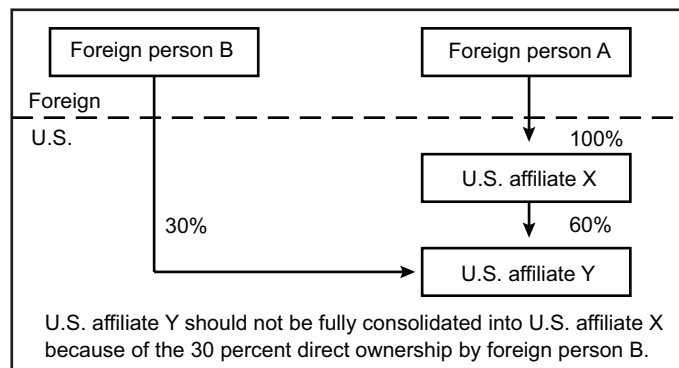 Foreign person B
Foreign person A
Foreign
U.S.
100%
U.S. affiliate X
30%
60%
U.S. affiliate Y
U.S. affiliate Y should not be fully consolidated into U.S. affiliate X
because of the 30 percent direct ownership by foreign person B.